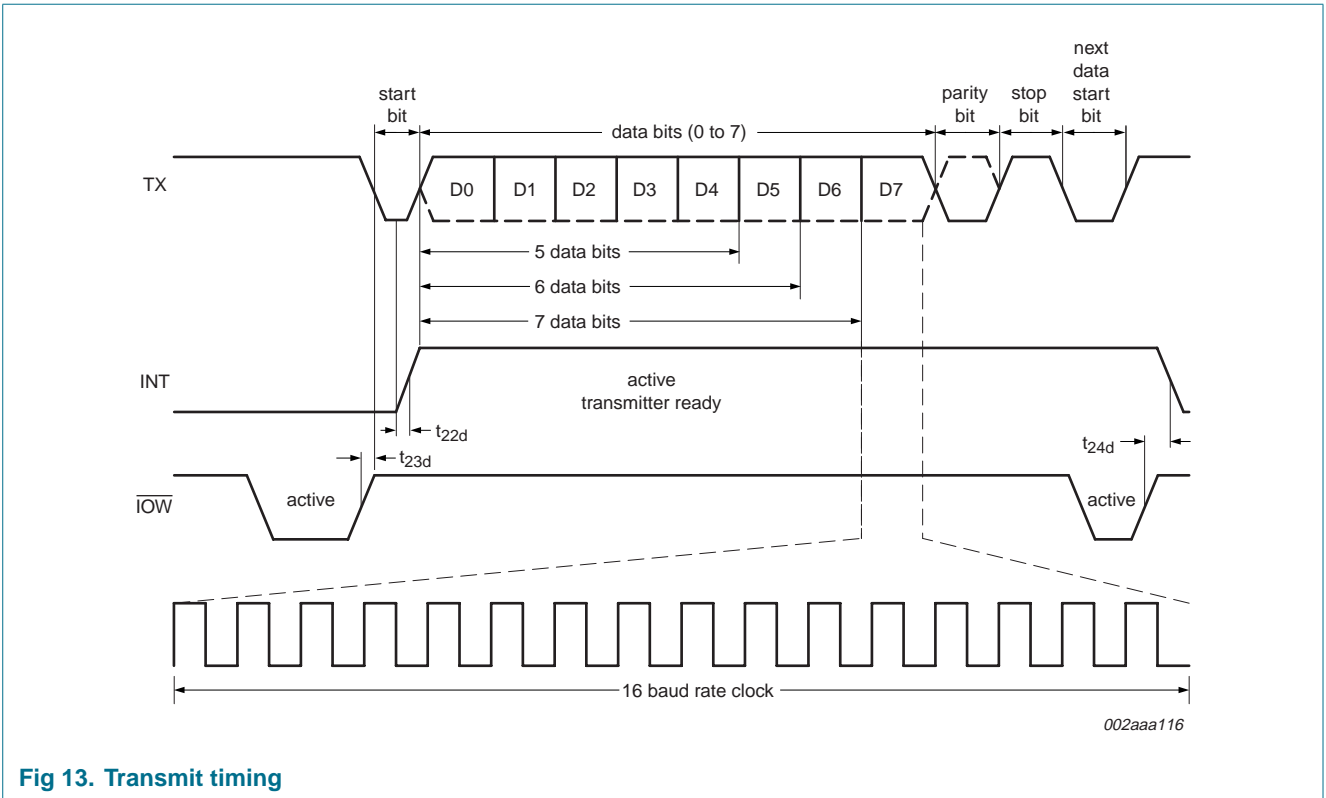 next
data
start
bit
start
bit
parity
bit
stop
bit
data bits (0 to 7)
TX
D0 D1 D2 D3 D4 D5 D6 D7
5 data bits
6 data bits
7 data bits
INT
active
transmitter ready
t22d
t23d
t24d
IOW
active
active
16 baud rate clock
002aaa116
Fig 13. Transmit timing